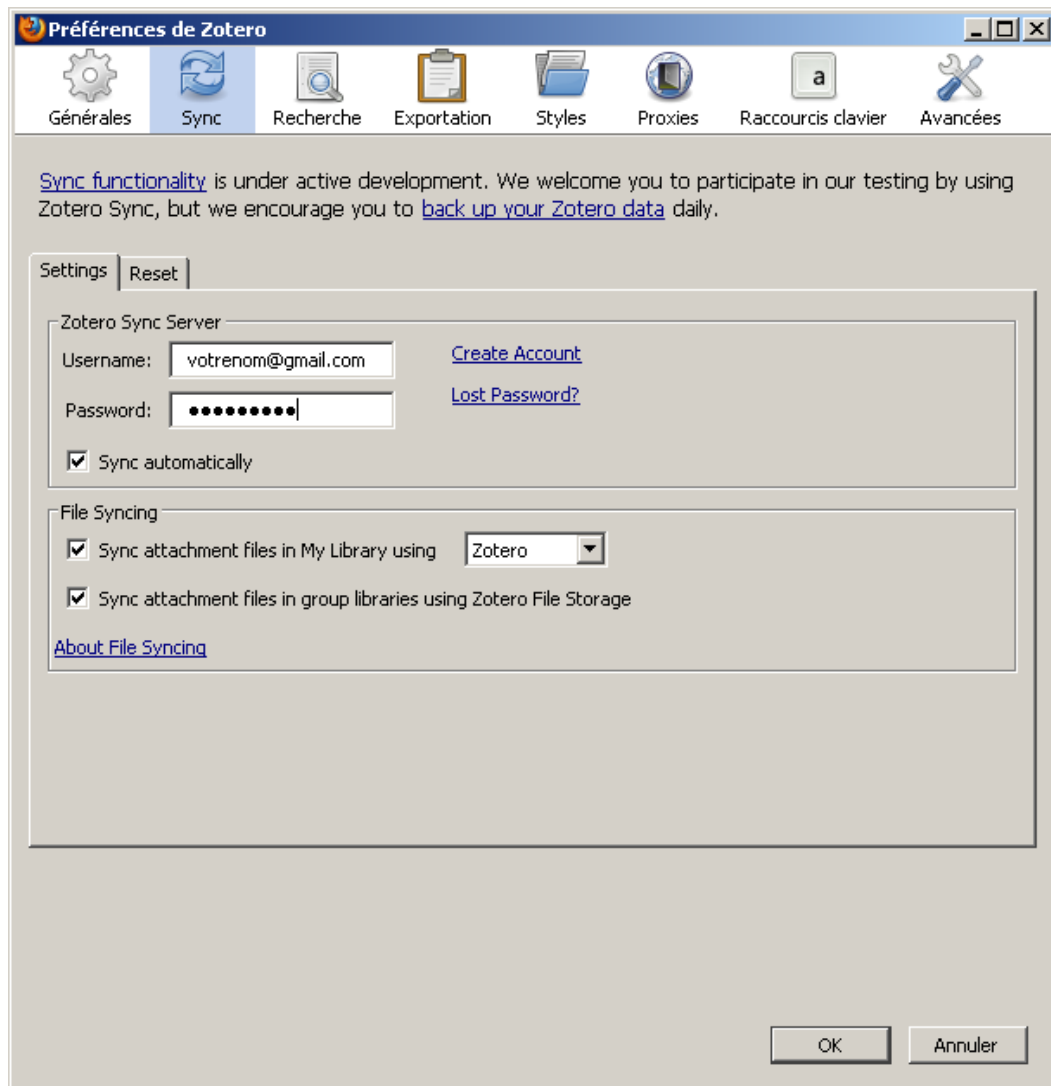 Préférences de Zotero
Générales Sync Recherche Exportation Styles Proxies a Raccourcis clavier Avancées
Sync functionality is under active development. We welcome you to participate in our testing by using
Zotero Sync, but we encourage you to back up your Zotero data daily.
Settings Reset
Zotero Sync Server
Username: votrenom@gmail.com Create Account
Lost Password?
Password: •••••••••
Sync automatically
File Syncing
Sync attachment files in My Library using Zotero
Sync attachment files in group libraries using Zotero File Storage
About File Syncing
OK Annuler